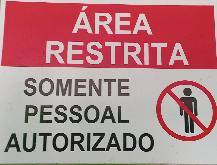 ÁREA
RESTRITA
SOMENTE
PESSOAL
AUTORIZADO